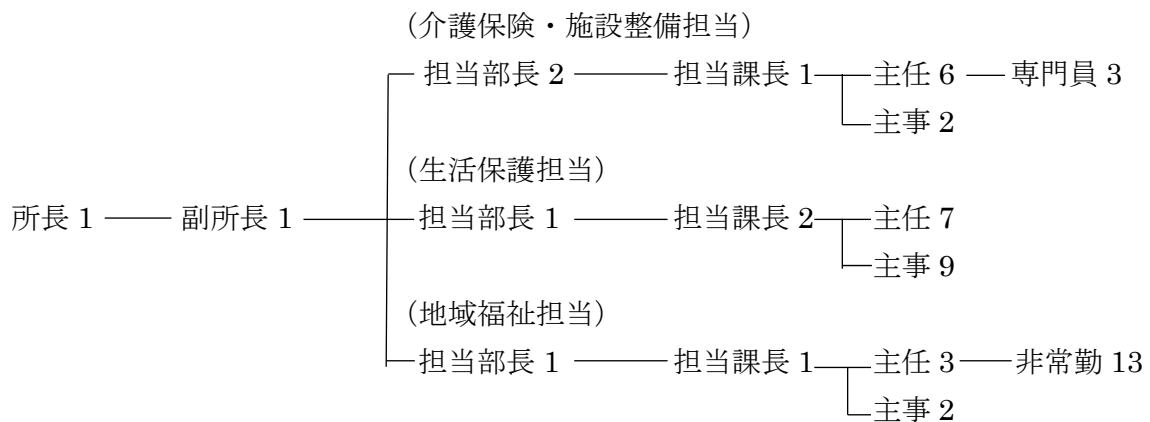 （介護保険・施設整備担当）
担当部長 2 担当課長 1 主任 6 専門員 3
主事 2
（生活保護担当）
所長 1 副所長 1 担当部長 1 担当課長 2 主任 7
主事 9
（地域福祉担当）
担当部長 1 担当課長 1 主任 3 非常勤 13
主事 2